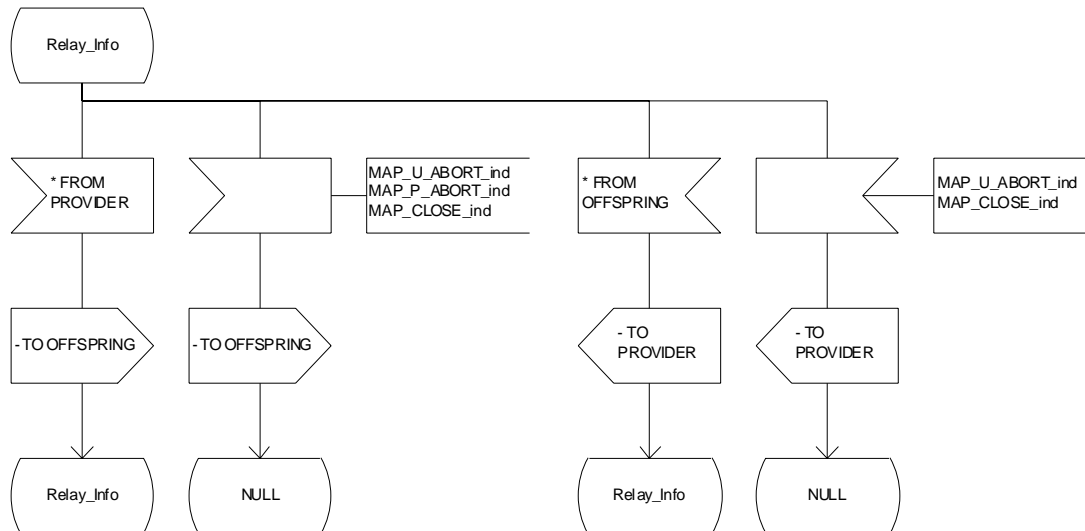 Relay_Info
* FROM
PROVIDER
MAP_U_ABORT_ind
MAP_P_ABORT_ind
MAP_CLOSE_ind
* FROM
OFFSPRING
MAP_U_ABORT_ind
MAP_CLOSE_ind
- TO OFFSPRING
- TO OFFSPRING
- TO
PROVIDER
- TO
PROVIDER
Relay_Info
NULL
Relay_Info
NULL